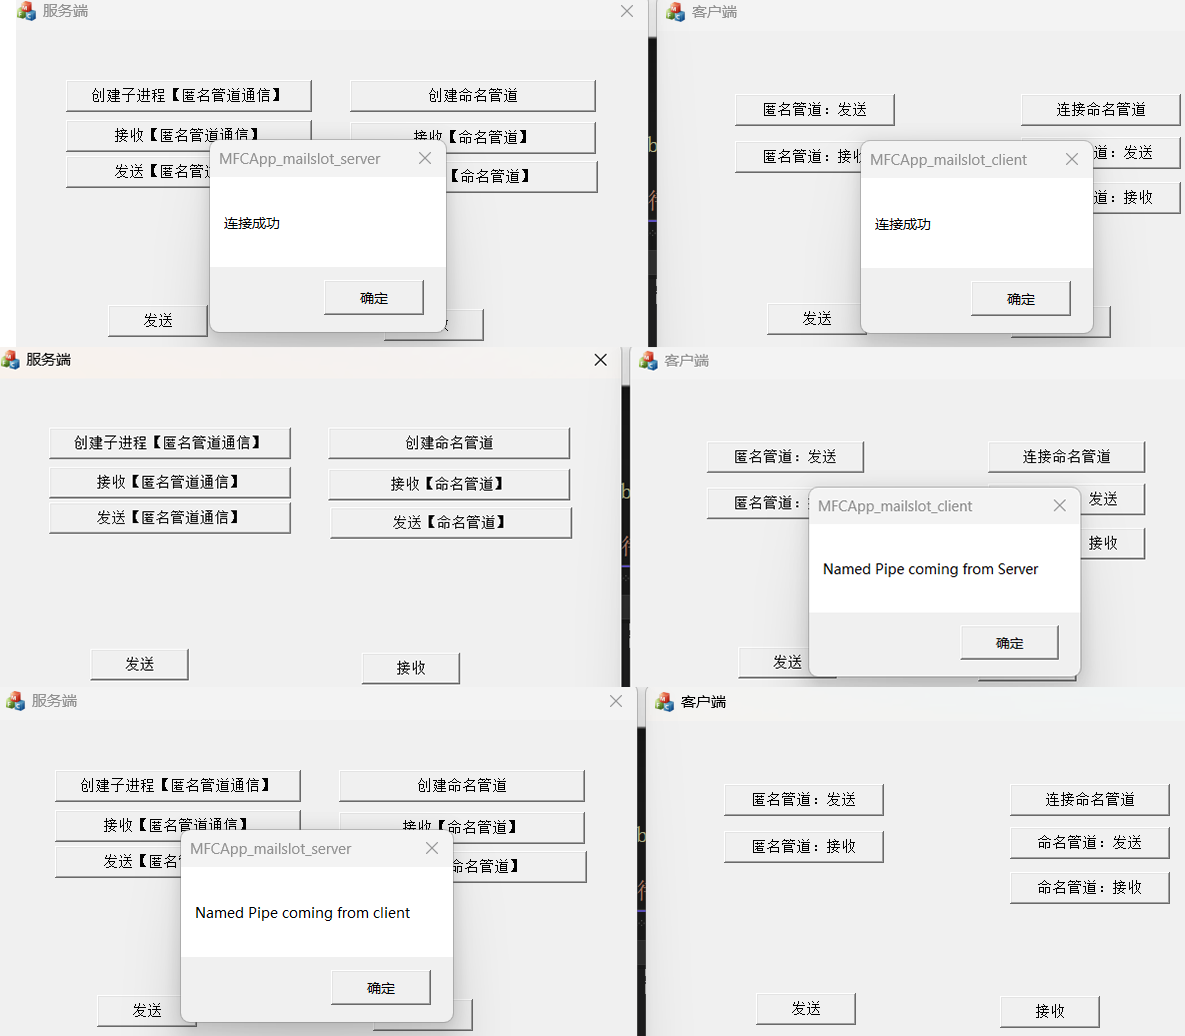 服务端
创建子进程【匿名管道通信】
创建命名管道
接收【匿名管道通信】
接收【命名管道】
发送【匿名管
【命名管道】
MFCApp_mailslot_server
连接成功
确定
发送
客户端
匿名管道：发送
连接命名管道
匿名管道：接收
道：发送
道：接收
MFCApp_mailslot_client
连接成功
确定
发送
服务端
创建子进程【匿名管道通信】
创建命名管道
接收【匿名管道通信】
接收【命名管道】
发送【匿名管道通信】
发送【命名管道】
发送
接收
客户端
匿名管道：发送
连接命名管道
匿名管道：
发送
接收
MFCApp_mailslot_client
Named Pipe coming from Server
确定
发送
服务端
创建子进程【匿名管道通信】
创建命名管道
接收【匿名管道通信】
接收【命名管道】
发送【匿名
命名管道】
MFCApp_mailslot_server
Named Pipe coming from client
确定
发送
客户端
匿名管道：发送
连接命名管道
匿名管道：接收
命名管道：发送
命名管道：接收
发送
接收